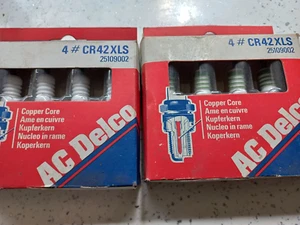 4 # CR42XLS
25109002
Copper Core
Ame en cuivre
Kupferkern
Nucleo in rame
Koperkern
AC Delco
4 # CR42XLS
25109002
Copper Core
Ame en cuivre
Kupferkern
Nucleo in rame
Koperkern
AC Delco